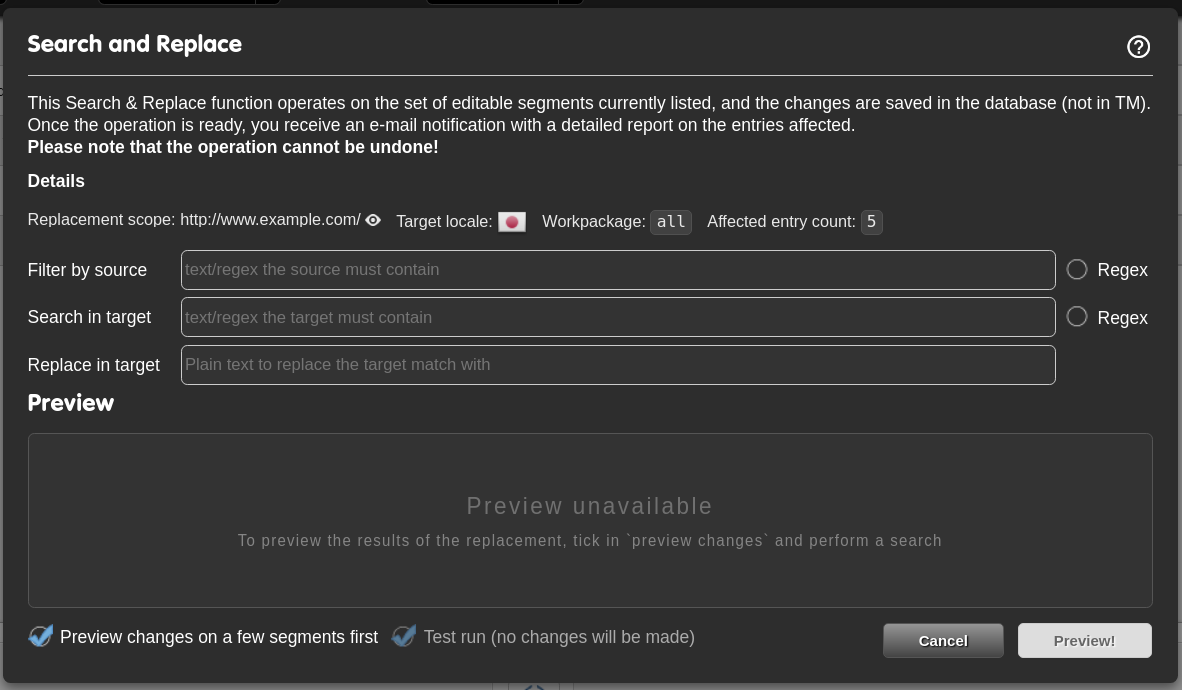 Search and Replace
This Search & Replace function operates on the set of editable segments currently listed, and the changes are saved in the database (not in TM).
Once the operation is ready, you receive an e-mail notification with a detailed report on the entries affected.
Please note that the operation cannot be undone!
Details
Replacement scope: http://www.example.com/ Target locale: Workpackage: all Affected entry count: 5
Filter by source text/regex the source must contain Regex
Search in target text/regex the target must contain Regex
Replace in target Plain text to replace the target match with
Preview
Preview unavailable
To preview the results of the replacement, tick in `preview changes` and perform a search
Preview changes on a few segments first Test run (no changes will be made) Cancel Preview!